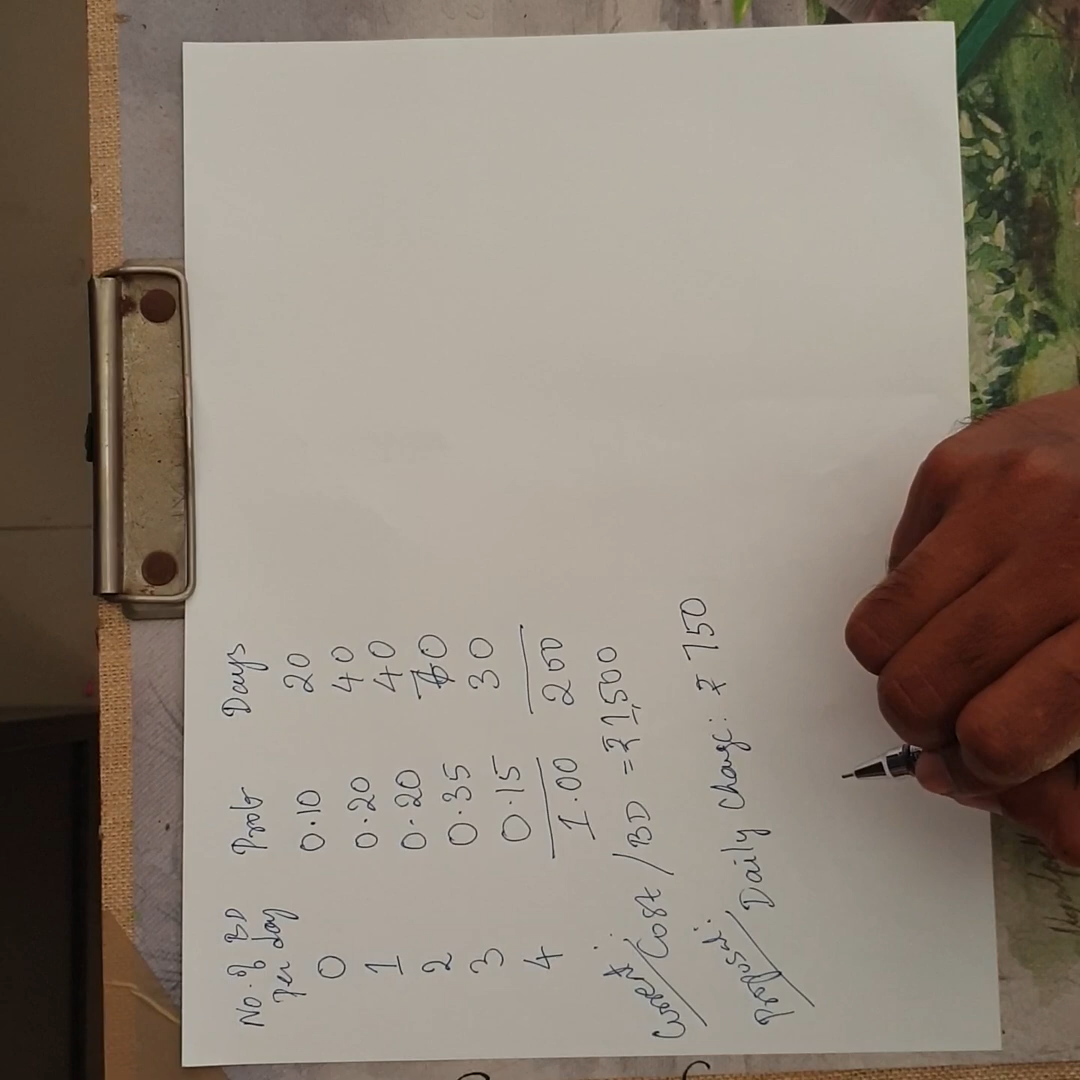 No. of BD per day Prob Days
0 0.10 20
1 0.20 40
2 0.20 40
3 0.35 70
4 0.15 30
1.00 200
Current: Cost / BD = ₹ 1,500
Proposed: Daily Charge: ₹ 750